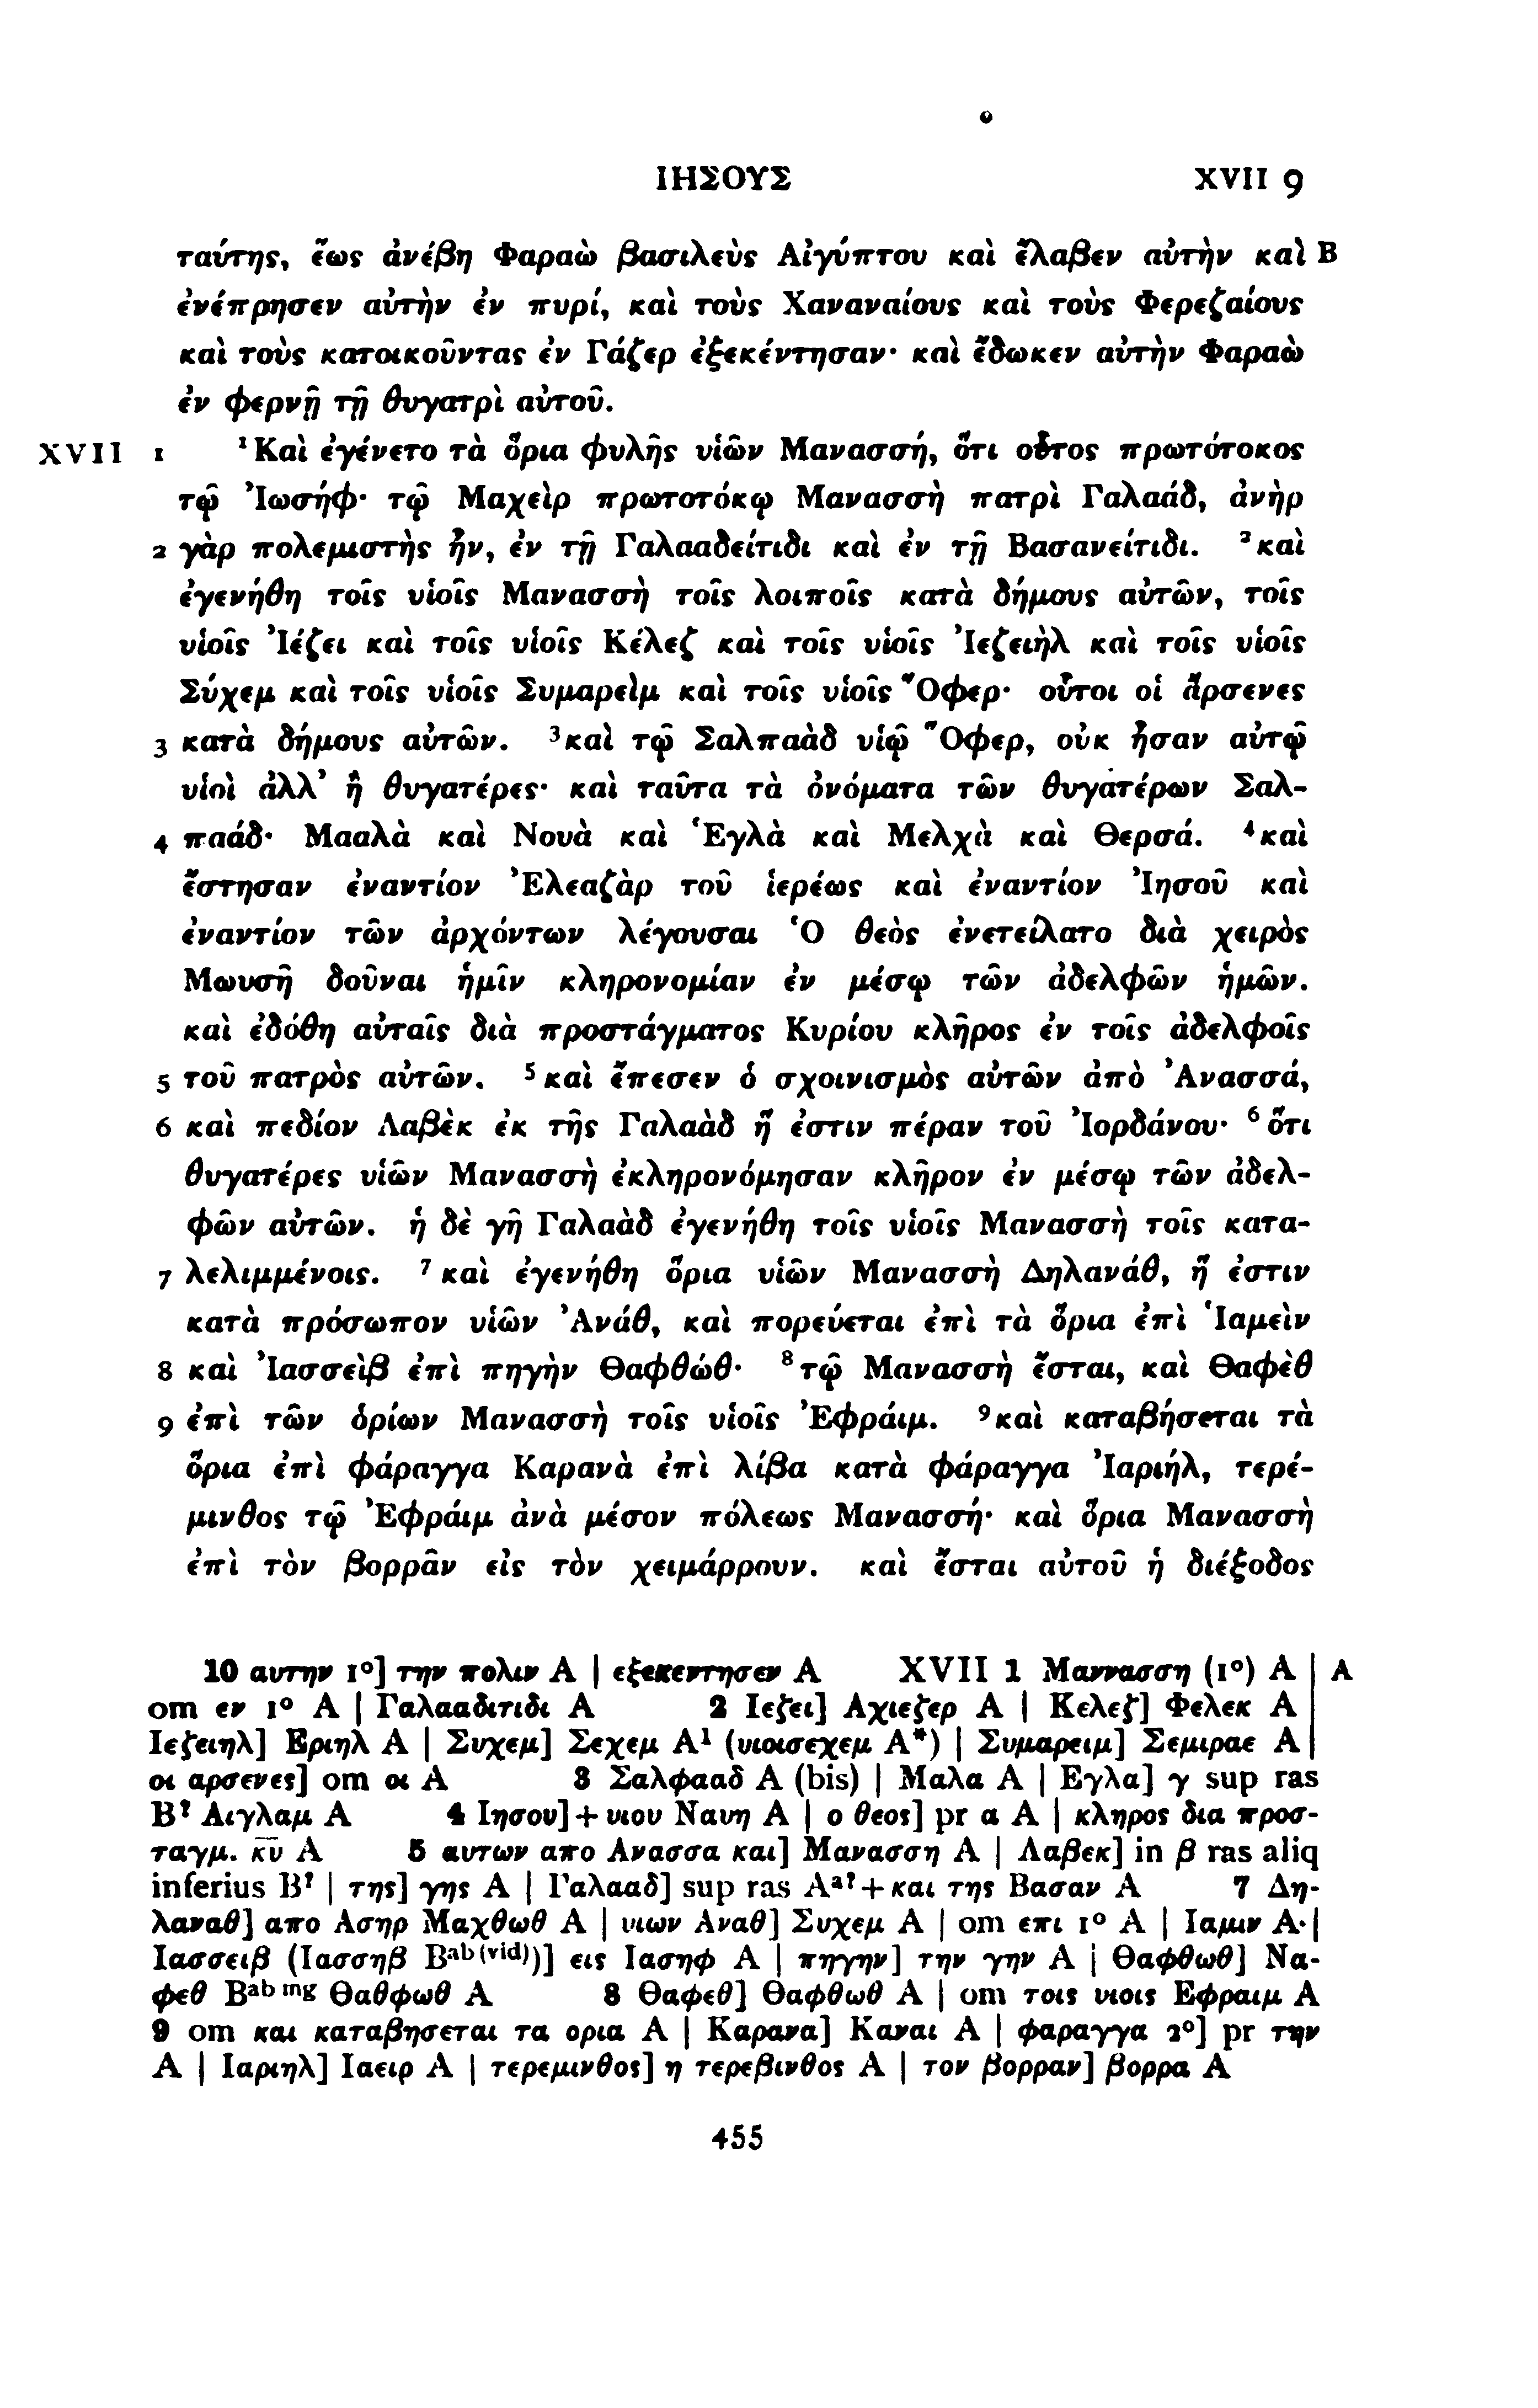 ΙΗΣΟΥΣ XVII 9
ταύτης, ἕως ἀνέβη Φαραὼ βασιλεὺς Αἰγύπτου καὶ ἔλαβεν αὐτὴν καὶ B
ἐνέπρησεν αὐτὴν ἐν πυρί, καὶ τοὺς Χαναναίους καὶ τοὺς Φερεζαίους
καὶ τοὺς κατοικοῦντας ἐν Γάζερ ἐξεκέντησαν· καὶ ἔδωκεν αὐτὴν Φαραὼ
ἐν φερνῇ τῇ θυγατρὶ αὐτοῦ.
XVII 1 ¹Καὶ ἐγένετο τὰ ὅρια φυλῆς υἱῶν Μανασσή, ὅτι οὗτος πρωτότοκος
τῷ Ἰωσήφ· τῷ Μαχεὶρ πρωτοτόκῳ Μανασσὴ πατρὶ Γαλαάδ, ἀνὴρ
2 γὰρ πολεμιστὴς ἦν, ἐν τῇ Γαλααδείτιδι καὶ ἐν τῇ Βασανείτιδι. ²καὶ
ἐγενήθη τοῖς υἱοῖς Μανασσὴ τοῖς λοιποῖς κατὰ δήμους αὐτῶν, τοῖς
υἱοῖς Ἰέζει καὶ τοῖς υἱοῖς Κέλεζ καὶ τοῖς υἱοῖς Ἰεζειὴλ καὶ τοῖς υἱοῖς
Σύχεμ καὶ τοῖς υἱοῖς Συμαρεὶμ καὶ τοῖς υἱοῖς Ὄφερ· οὗτοι οἱ ἄρσενες
3 κατὰ δήμους αὐτῶν. ³καὶ τῷ Σαλπαὰδ υἱῷ Ὄφερ, οὐκ ἦσαν αὐτῷ
υἱοὶ ἀλλ’ ἢ θυγατέρες· καὶ ταῦτα τὰ ὀνόματα τῶν θυγατέρων Σαλ-
4 παάδ· Μααλὰ καὶ Νουὰ καὶ Ἑγλὰ καὶ Μελχὰ καὶ Θερσά. ⁴καὶ
ἔστησαν ἐναντίον Ἐλεαζὰρ τοῦ ἱερέως καὶ ἐναντίον Ἰησοῦ καὶ
ἐναντίον τῶν ἀρχόντων λέγουσαι Ὁ θεὸς ἐνετείλατο διὰ χειρὸς
Μωυσῆ δοῦναι ἡμῖν κληρονομίαν ἐν μέσῳ τῶν ἀδελφῶν ἡμῶν.
καὶ ἐδόθη αὐταῖς διὰ προστάγματος Κυρίου κλῆρος ἐν τοῖς ἀδελφοῖς
5 τοῦ πατρὸς αὐτῶν. ⁵καὶ ἔπεσεν ὁ σχοινισμὸς αὐτῶν ἀπὸ Ἀνασσά,
6 καὶ πεδίον Λαβὲκ ἐκ τῆς Γαλαὰδ ἥ ἐστιν πέραν τοῦ Ἰορδάνου· ⁶ὅτι
θυγατέρες υἱῶν Μανασσὴ ἐκληρονόμησαν κλῆρον ἐν μέσῳ τῶν ἀδελ-
φῶν αὐτῶν. ἡ δὲ γῆ Γαλαὰδ ἐγενήθη τοῖς υἱοῖς Μανασσὴ τοῖς κατα-
7 λελιμμένοις. ⁷καὶ ἐγενήθη ὅρια υἱῶν Μανασσὴ Δηλανάθ, ἥ ἐστιν
κατὰ πρόσωπον υἱῶν Ἀνάθ, καὶ πορεύεται ἐπὶ τὰ ὅρια ἐπὶ Ἰαμεὶν
8 καὶ Ἰασσεὶβ ἐπὶ πηγὴν Θαφθώθ· ⁸τῷ Μανασσὴ ἔσται, καὶ Θαφὲθ
9 ἐπὶ τῶν ὁρίων Μανασσὴ τοῖς υἱοῖς Ἐφράιμ. ⁹καὶ καταβήσεται τὰ
ὅρια ἐπὶ φάραγγα Καρανὰ ἐπὶ λίβα κατὰ φάραγγα Ἰαριήλ, τερέ-
μινθος τῷ Ἐφράιμ ἀνὰ μέσον πόλεως Μανασσή· καὶ ὅρια Μανασσὴ
ἐπὶ τὸν βορρᾶν εἰς τὸν χειμάρρουν. καὶ ἔσται αὐτοῦ ἡ διέξοδος
10 αυτην 1°] την πολιν A | εξεκεντησεν A XVII 1 Μαννασση (1°) A | A
om εν 1° A | Γαλααδιτιδι A 2 Ιεζει] Αχιεζερ A | Κελεζ] Φελεκ A
Ιεζειηλ] Εριηλ A | Συχεμ] Σεχεμ A¹ (υιοισεχεμ A*) | Συμαρειμ] Σεμιραε A |
οι αρσενες] om οι A 3 Σαλφααδ A (bis) | Μαλα A | Εγλα] γ sup ras
B? Αιγλαμ A 4 Ιησου] + υιου Ναυη A | ο θεος] pr α A | κληρος δια προσ-
ταγμ. κ̅υ̅ A 5 αυτων απο Ανασσα και] Μανασση A | Λαβεκ] in β ras aliq
inferius B? | της] γης A | Γαλααδ] sup ras Aᵃ? + και της Βασαν A 7 Δη-
λαναθ] απο Ασηρ Μαχθωθ A | υιων Αναθ] Συχεμ A | om επι 1° A | Ιαμιν A |
Ιασσειβ (Ιασσηβ Bᵃᵇ⁽ᵛⁱᵈ⁾)] εις Ιασηφ A | πηγην] την γην A | Θαφθωθ] Να-
φεθ Bᵃᵇ ᵐᵍ Θαθφωθ A 8 Θαφεθ] Θαφθωθ A | om τοις υιοις Εφραιμ A
9 om και καταβησεται τα ορια A | Καρανα] Καναι A | φαραγγα 2°] pr την
A | Ιαριηλ] Ιαειρ A | τερεμινθος] η τερεβινθος A | τον βορραν] βορρα A
455